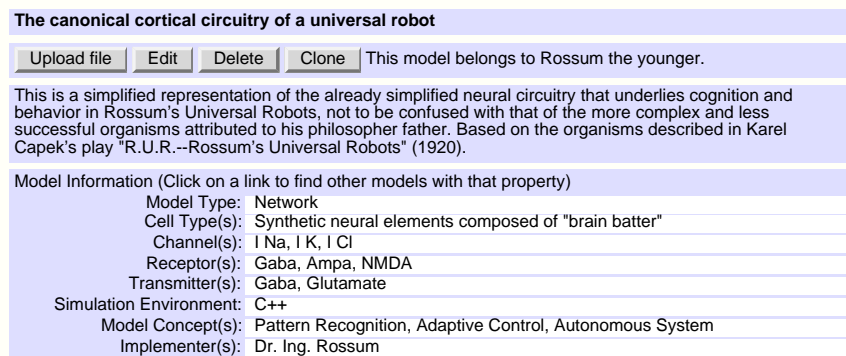 The canonical cortical circuitry of a universal robot
Upload file Edit Delete Clone This model belongs to Rossum the younger.
This is a simplified representation of the already simplified neural circuitry that underlies cognition and
behavior in Rossum's Universal Robots, not to be confused with that of the more complex and less
successful organisms attributed to his philosopher father. Based on the organisms described in Karel
Capek's play "R.U.R.--Rossum's Universal Robots" (1920).
Model Information (Click on a link to find other models with that property)
Model Type: Network
Cell Type(s): Synthetic neural elements composed of "brain batter"
Channel(s): I Na, I K, I Cl
Receptor(s): Gaba, Ampa, NMDA
Transmitter(s): Gaba, Glutamate
Simulation Environment: C++
Model Concept(s): Pattern Recognition, Adaptive Control, Autonomous System
Implementer(s): Dr. Ing. Rossum